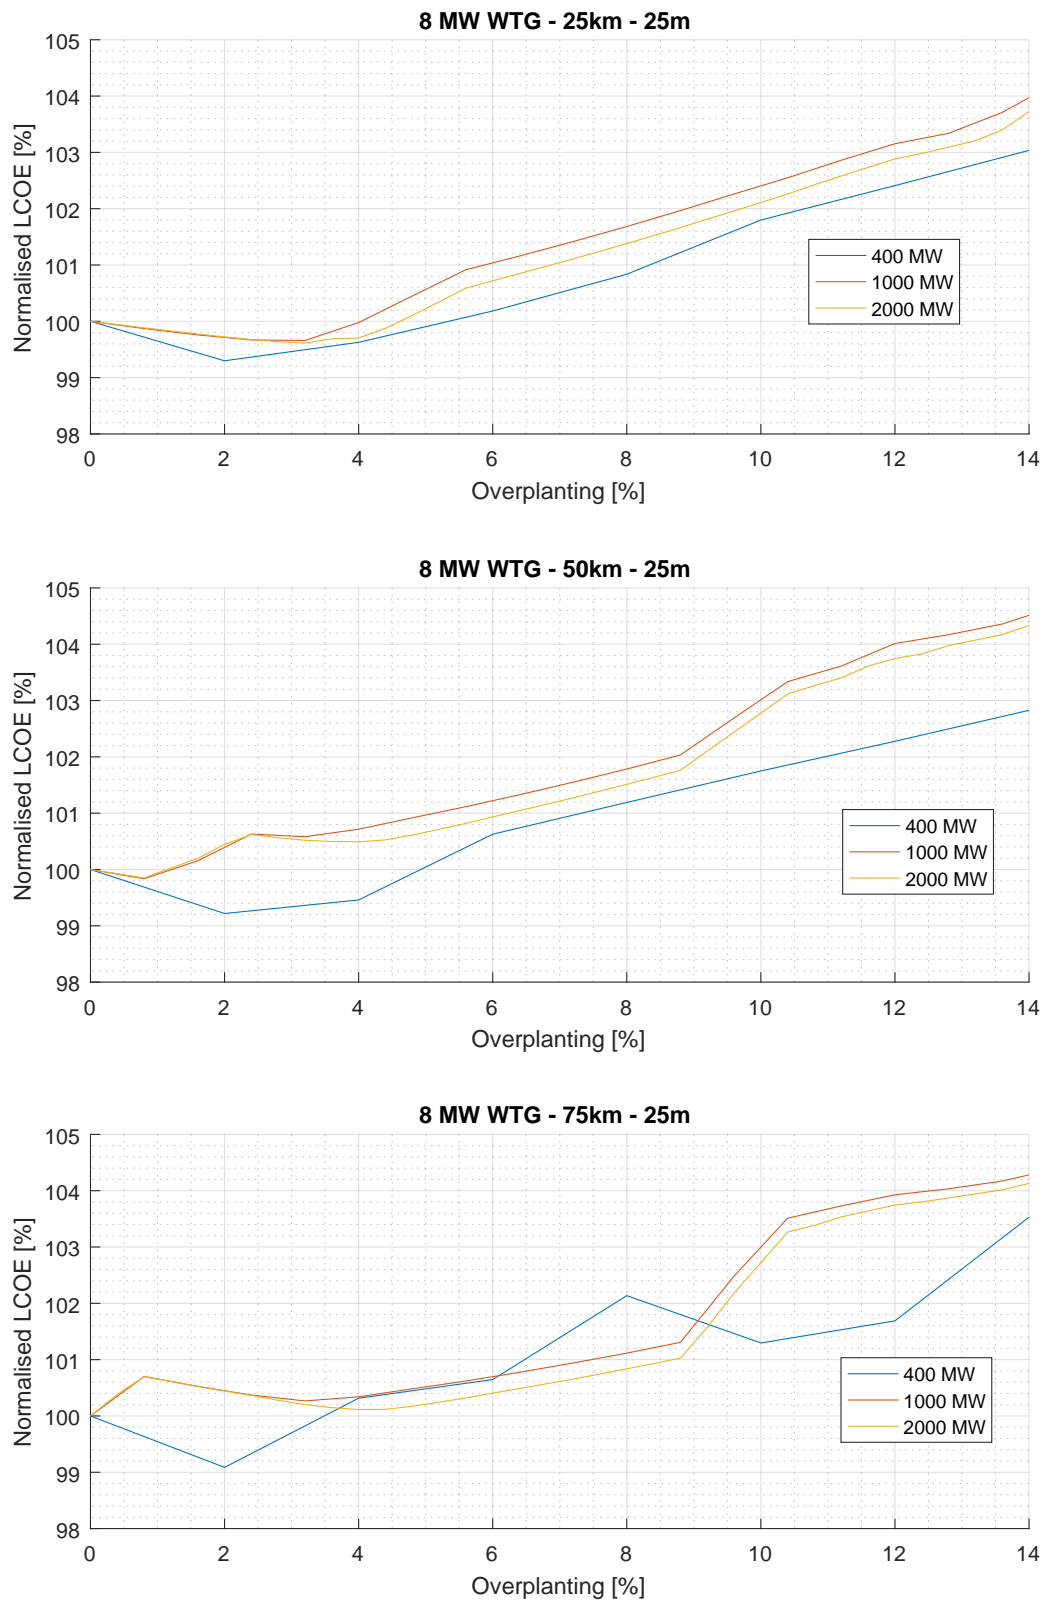 8 MW WTG - 25km - 25m
105
104
103
102
101
100
99
98
Normalised LCOE [%]
400 MW
1000 MW
2000 MW
0 2 4 6 8 10 12 14
Overplanting [%]
8 MW WTG - 50km - 25m
105
104
103
102
101
100
99
98
Normalised LCOE [%]
400 MW
1000 MW
2000 MW
0 2 4 6 8 10 12 14
Overplanting [%]
8 MW WTG - 75km - 25m
105
104
103
102
101
100
99
98
Normalised LCOE [%]
400 MW
1000 MW
2000 MW
0 2 4 6 8 10 12 14
Overplanting [%]